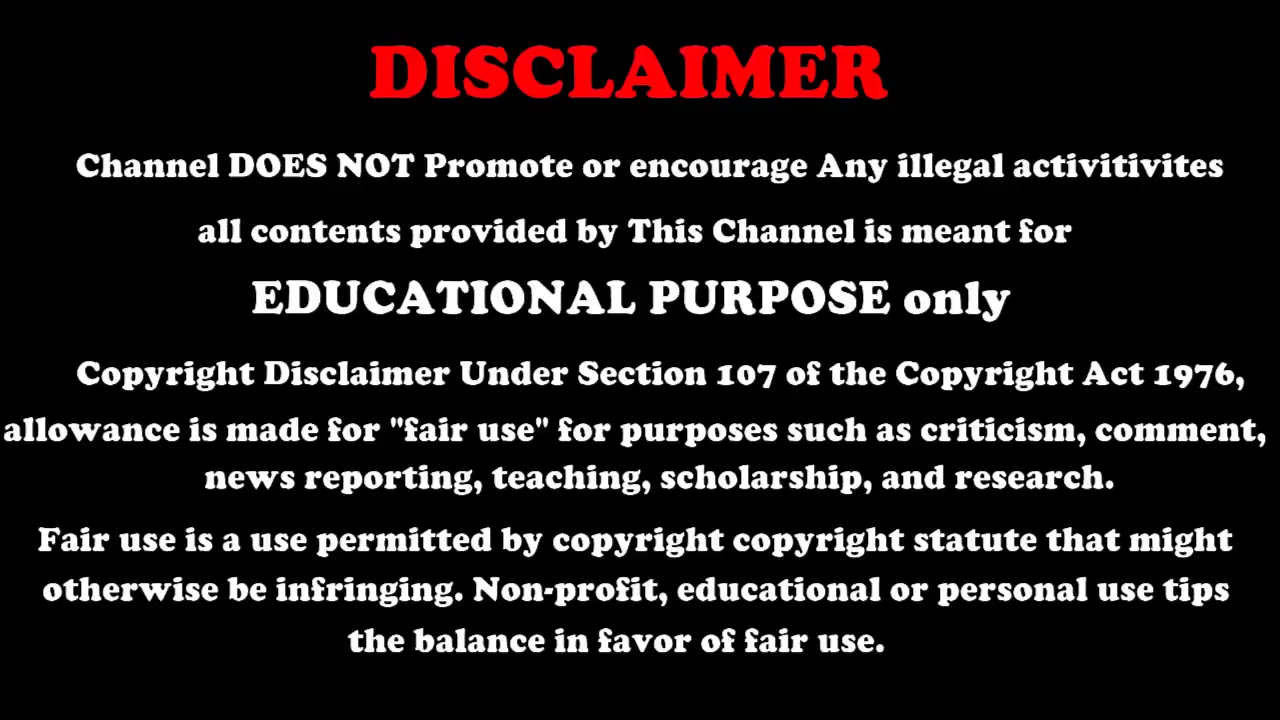 DISCLAIMER
Channel DOES NOT Promote or encourage Any illegal activitivites
all contents provided by This Channel is meant for
EDUCATIONAL PURPOSE only
Copyright Disclaimer Under Section 107 of the Copyright Act 1976,
allowance is made for "fair use" for purposes such as criticism, comment,
news reporting, teaching, scholarship, and research.
Fair use is a use permitted by copyright copyright statute that might
otherwise be infringing. Non-profit, educational or personal use tips
the balance in favor of fair use.